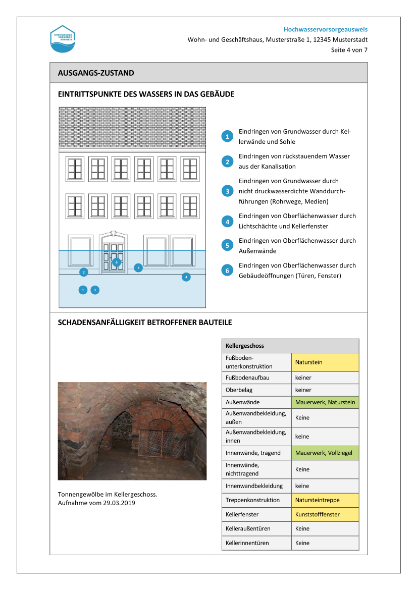 Hochwasservorsorgeausweis
Wohn- und Geschäftshaus, Musterstraße 1, 12345 Musterstadt
Seite 4 von 7
AUSGANGS-ZUSTAND
EINTRITTSPUNKTE DES WASSERS IN DAS GEBÄUDE
1 Eindringen von Grundwasser durch Kel-
lerwände und Sohle
2 Eindringen von rückstauendem Wasser
aus der Kanalisation
3 Eindringen von Grundwasser durch
nicht druckwasserdichte Wanddurch-
führungen (Rohrwege, Medien)
4 Eindringen von Oberflächenwasser durch
Lichtschächte und Kellerfenster
5 Eindringen von Oberflächenwasser durch
Außenwände
6 Eindringen von Oberflächenwasser durch
Gebäudeöffnungen (Türen, Fenster)
SCHADENSANFÄLLIGKEIT BETROFFENER BAUTEILE
Tonnengewölbe im Kellergeschoss.
Aufnahme vom 29.03.2019
Kellergeschoss
Fußboden-
unterkonstruktion Naturstein
Fußbodenaufbau keiner
Oberbelag keiner
Außenwände Mauerwerk, Naturstein
Außenwandbekleidung,
außen Keine
Außenwandbekleidung,
innen keine
Innenwände, tragend Mauerwerk, Vollziegel
Innenwände,
nichttragend Keine
Innenwandbekleidung keine
Treppenkonstruktion Natursteintreppe
Kellerfenster Kunststofffenster
Kelleraußentüren Keine
Kellerinnentüren Keine